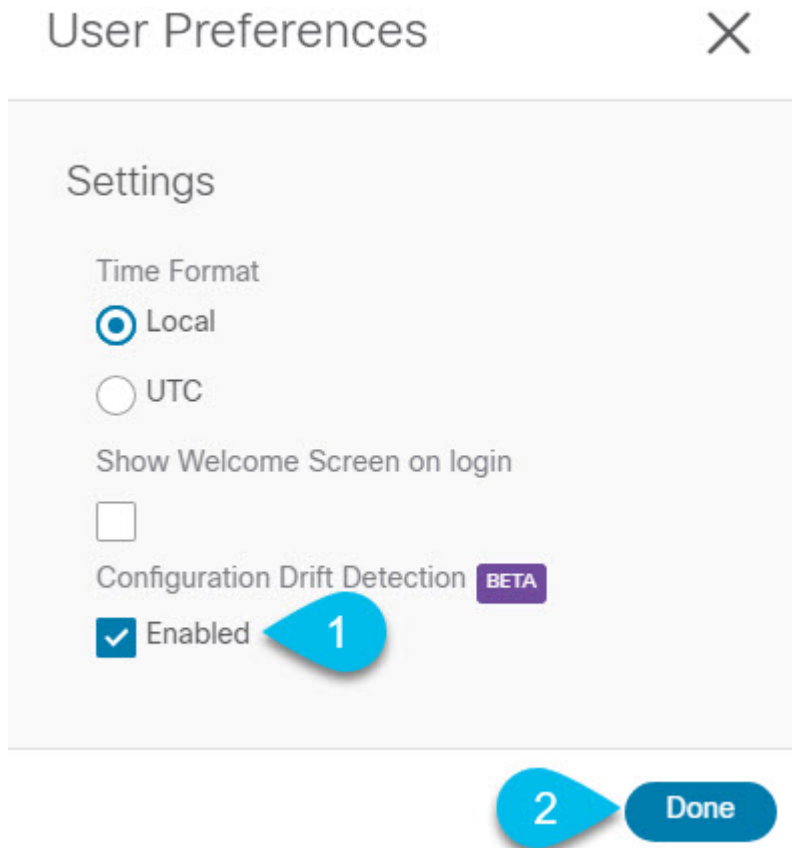 User Preferences
Settings
Time Format
Local
UTC
Show Welcome Screen on login
Configuration Drift Detection BETA
Enabled 1
2 Done